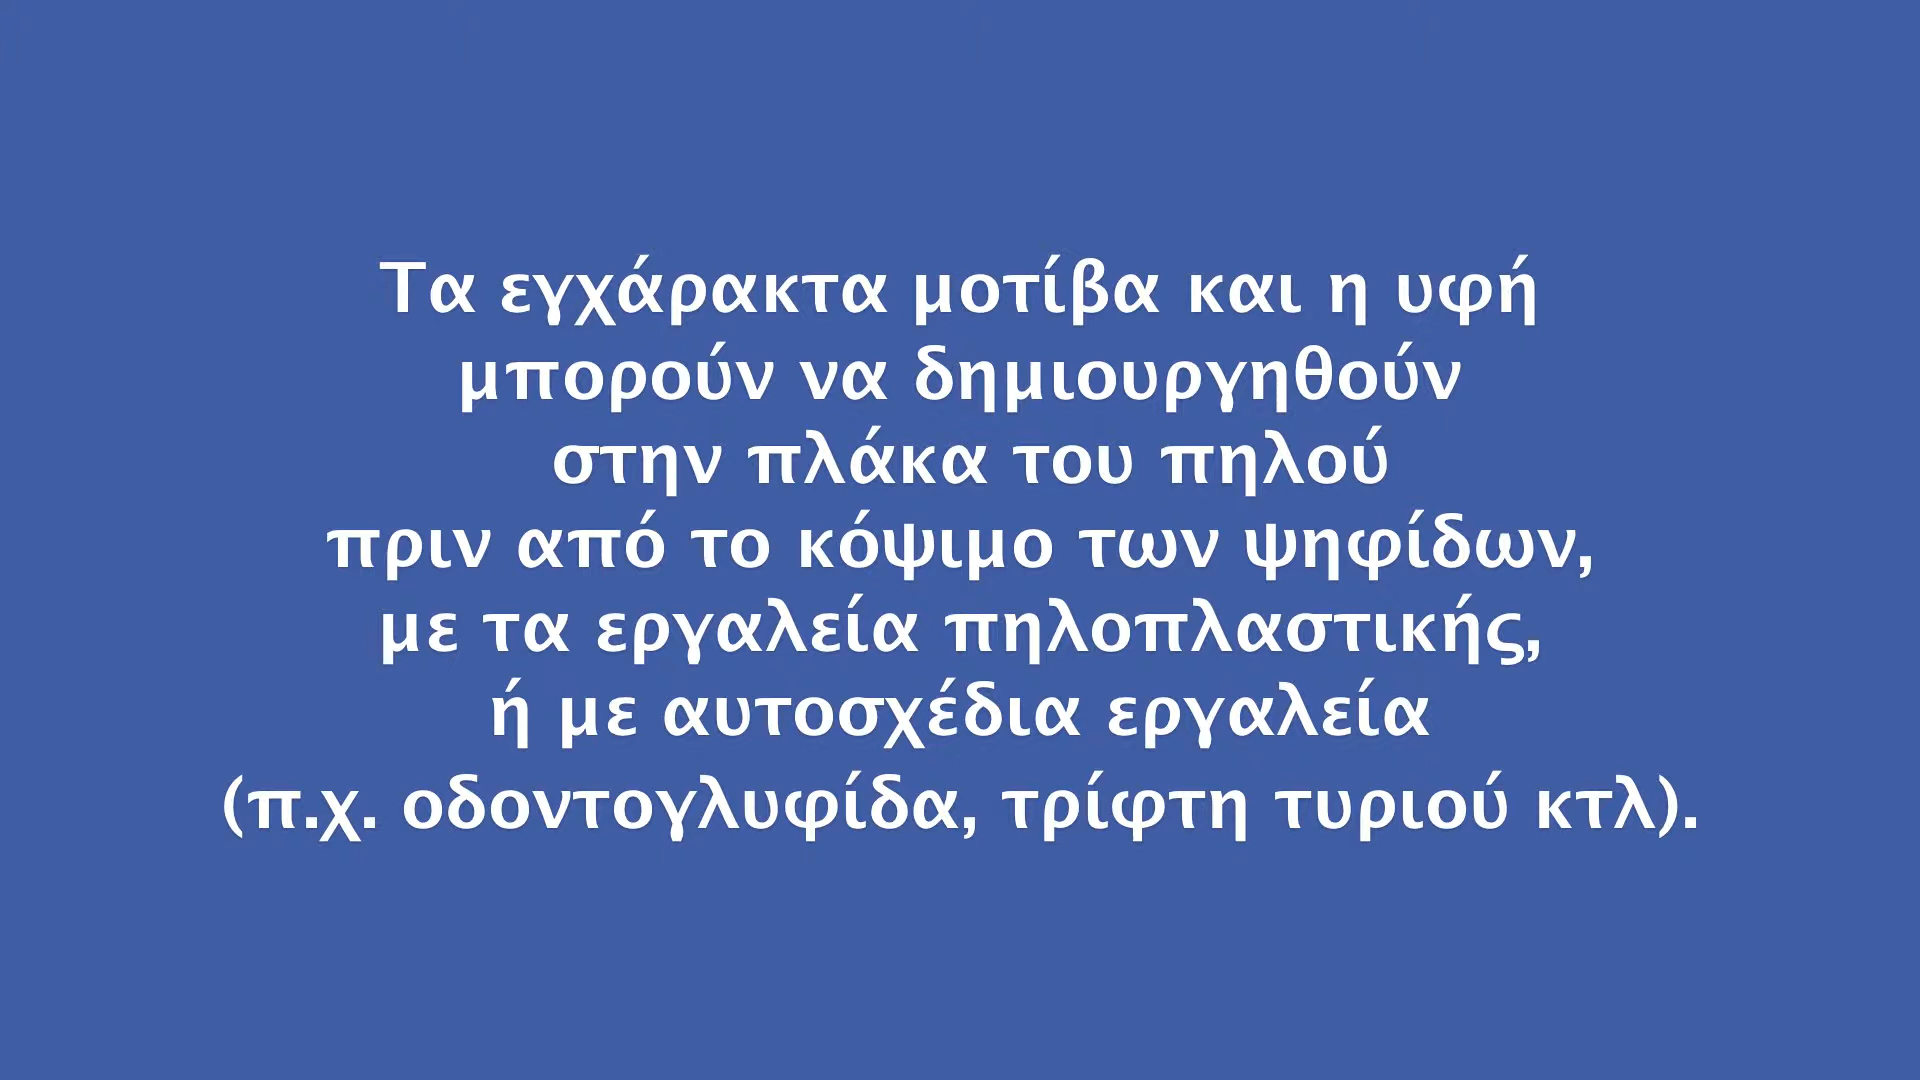 Τα εγχάρακτα μοτίβα και η υφή
μπορούν να δημιουργηθούν
στην πλάκα του πηλού
πριν από το κόψιμο των ψηφίδων,
με τα εργαλεία πηλοπλαστικής,
ή με αυτοσχέδια εργαλεία
(π.χ. οδοντογλυφίδα, τρίφτη τυριού κτλ).